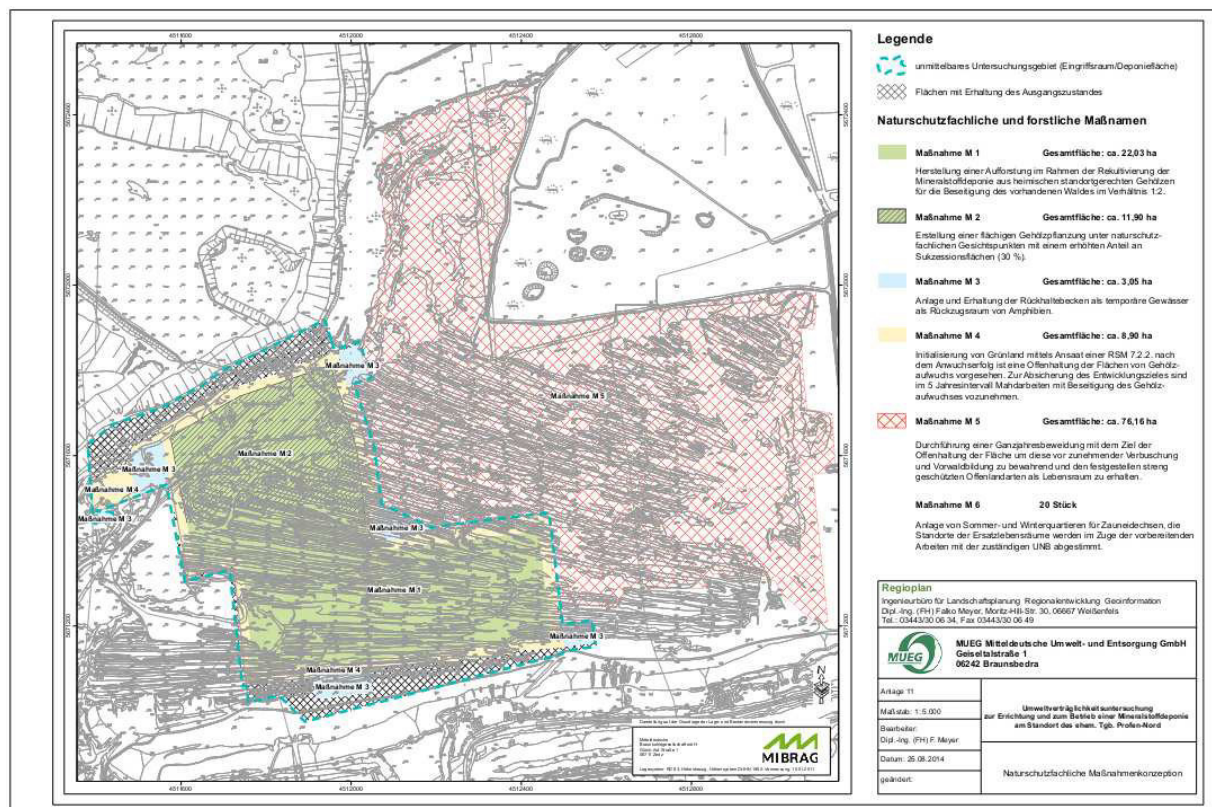 4511600
4512000
4512400
4512800
5672400
5672400
5672000
5672000
5671600
5671600
5671200
5671200
Maßnahme M 3
Maßnahme M 5
Maßnahme M 2
Maßnahme M 3
Maßnahme M 4
Maßnahme M 3
Maßnahme M 3
Maßnahme M 1
Maßnahme M 3
Maßnahme M 4
Maßnahme M 3
N
MIBRAG
4511600
4512000
4512400
4512800
Legende
unmittelbares Untersuchungsgebiet (Eingriffsraum/Deponiefläche)
Flächen mit Erhaltung des Ausgangszustandes
Naturschutzfachliche und forstliche Maßnamen
Maßnahme M 1 Gesamtfläche: ca. 22,03 ha
Herstellung einer Aufforstung im Rahmen der Rekultivierung der
Mineralstoffdeponie aus heimischen standortgerechten Gehölzen
für die Beseitigung des vorhandenen Waldes im Verhältnis 1:2.
Maßnahme M 2 Gesamtfläche: ca. 11,90 ha
Erstellung einer flächigen Gehölzpflanzung unter naturschutz-
fachlichen Gesichtspunkten mit einem erhöhten Anteil an
Sukzessionsflächen (30 %).
Maßnahme M 3 Gesamtfläche: ca. 3,05 ha
Anlage und Erhaltung der Rückhaltebecken als temporäre Gewässer
als Rückzugsraum von Amphibien.
Maßnahme M 4 Gesamtfläche: ca. 8,90 ha
Initialisierung von Grünland mittels Ansaat einer RSM 7.2.2. nach
dem Anwuchserfolg ist eine Offenhaltung der Flächen von Gehölz-
aufwuchs vorgesehen. Zur Absicherung des Entwicklungszieles sind
im 5 Jahresintervall Mahdarbeiten mit Beseitigung des Gehölz-
aufwuchses vozunehmen.
Maßnahme M 5 Gesamtfläche: ca. 76,16 ha
Durchführung einer Ganzjahresbeweidung mit dem Ziel der
Offenhaltung der Fläche um diese vor zunehmender Verbuschung
und Vorwaldbildung zu bewahrend und den festgestellen streng
geschützten Offenlandarten als Lebensraum zu erhalten.
Maßnahme M 6 20 Stück
Anlage von Sommer- und Winterquartieren für Zauneidechsen, die
Standorte der Ersatzlebensräume werden im Zuge der vorbereitenden
Arbeiten mit der zuständigen UNB abgestimmt.
Regioplan
Ingenieurbüro für Landschaftsplanung Regionalentwicklung Geoinformation
Dipl.-Ing. (FH) Falko Meyer, Moritz-Hill-Str. 30, 06667 Weißenfels
Tel.: 03443/30 06 34, Fax 03443/30 06 49
MUEG
MUEG Mitteldeutsche Umwelt- und Entsorgung GmbH
Geiseltalstraße 1
06242 Braunsbedra
Anlage 11
Maßstab: 1:5.000
Bearbeiter:
Dipl.-Ing. (FH) F. Meyer
Datum: 25.08.2014
geändert:
Umweltverträglichkeitsuntersuchung
zur Errichtung und zum Betrieb einer Mineralstoffdeponie
am Standort des ehem. Tgb. Profen-Nord
Naturschutzfachliche Maßnahmenkonzeption